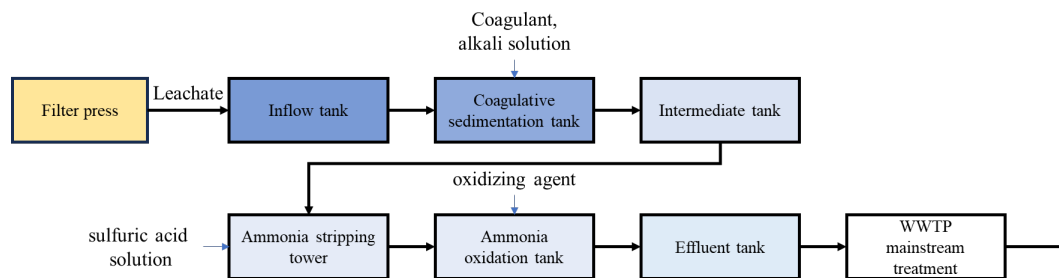 Coagulant,
alkali solution
Filter press
Leachate
Inflow tank
Coagulative
sedimentation tank
Intermediate tank
oxidizing agent
sulfuric acid
solution
Ammonia stripping
tower
Ammonia
oxidation tank
Effluent tank
WWTP
mainstream
treatment